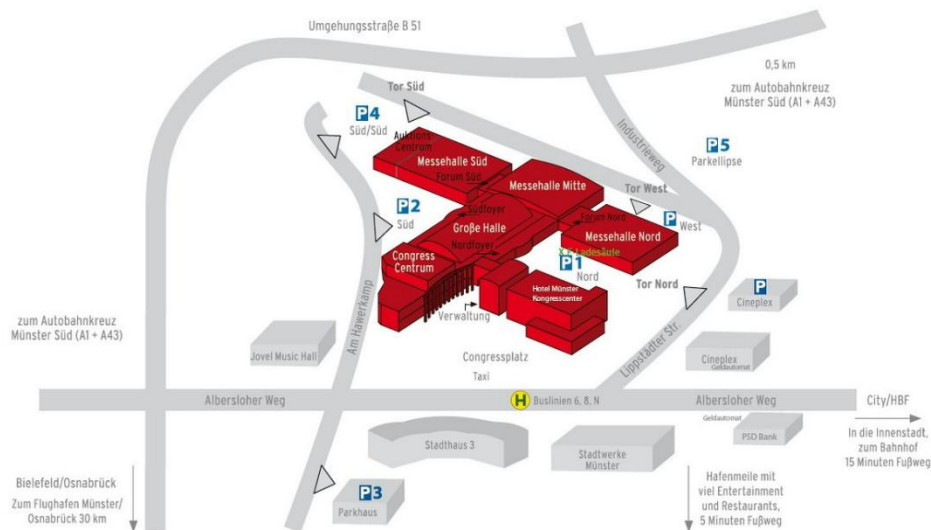 Umgehungsstraße B 51
0,5 km
zum Autobahnkreuz
Münster Süd (A1 + A43)
Tor Süd
P4
Süd/Süd
Auktions
Centrum
Messehalle Süd
Forum Süd
Messehalle Mitte
Industrieweg
P5
Parkellipse
Tor West
P
West
P2
Süd
Südfoyer
Große Halle
Nordfoyer
Forum Nord
Messehalle Nord
Ladesäule
Congress
Centrum
P1
Nord
Tor Nord
Hotel Münster
Kongresscenter
P
Cineplex
Verwaltung
Am Hawerkamp
zum Autobahnkreuz
Münster Süd (A1 + A43)
Jovel Music Hall
Congressplatz
Taxi
Lippstädter Str.
Cineplex
Geldautomat
Albersloher Weg
H
Buslinien 6, 8, N
Albersloher Weg
City/HBF
Geldautomat
PSD Bank
In die Innenstadt,
zum Bahnhof
15 Minuten Fußweg
Stadthaus 3
Stadtwerke
Münster
Bielefeld/Osnabrück
Zum Flughafen Münster/
Osnabrück 30 km
P3
Parkhaus
Hafenmeile mit
viel Entertainment
und Restaurants,
5 Minuten Fußweg